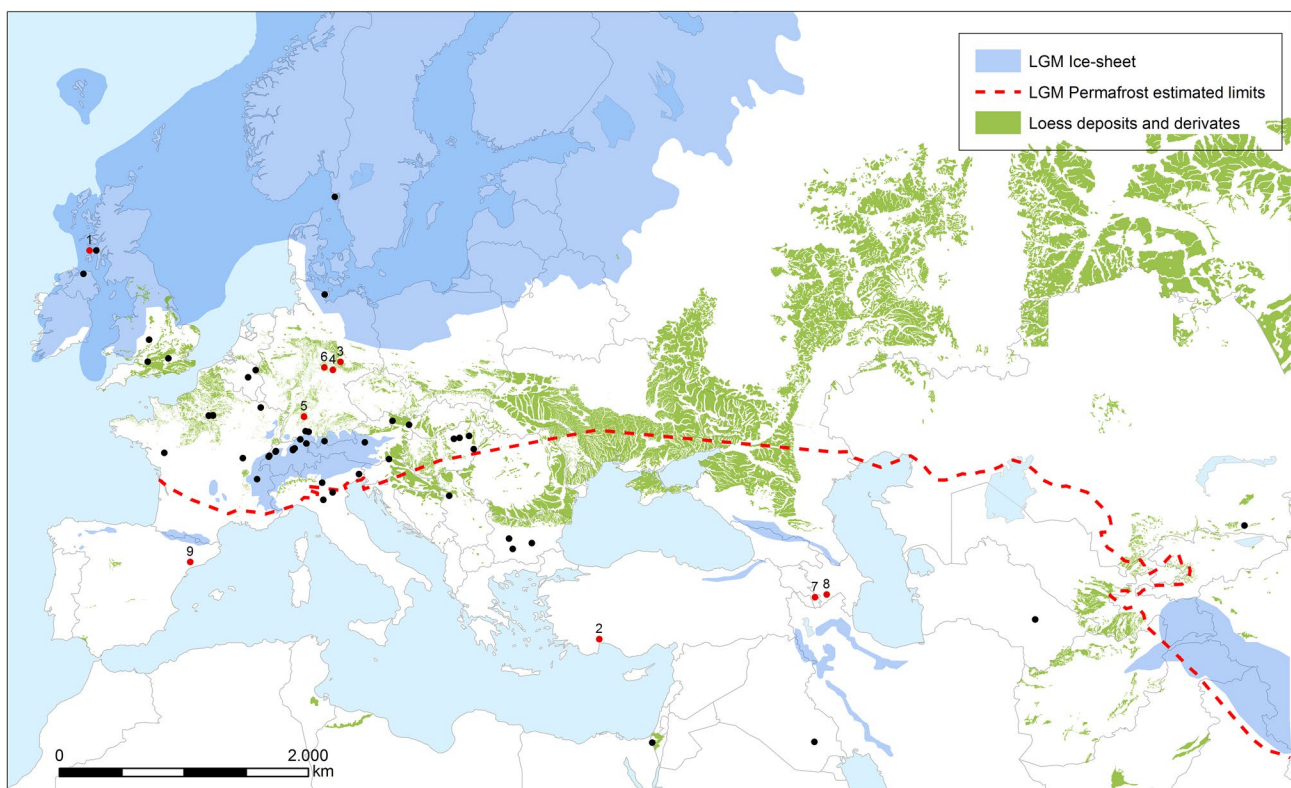 LGM Ice-sheet
LGM Permafrost estimated limits
Loess deposits and derivates
1
6
4
3
5
9
7
8
2
0
2.000
km